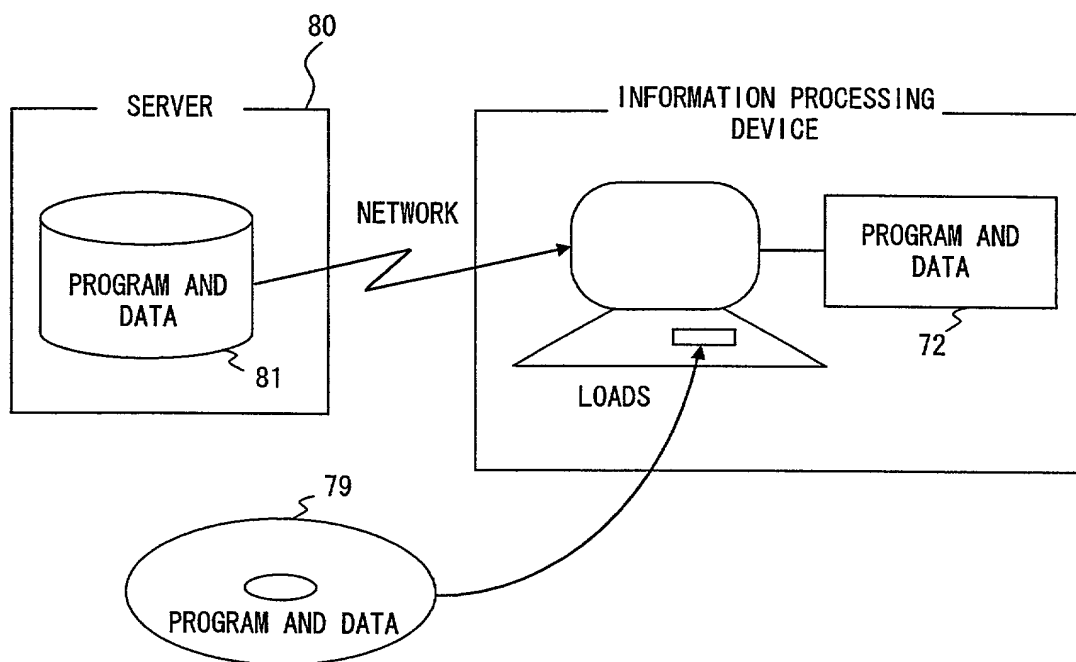 80
SERVER
INFORMATION PROCESSING
DEVICE
NETWORK
PROGRAM AND
DATA
PROGRAM AND
DATA
81
72
LOADS
79
PROGRAM AND DATA